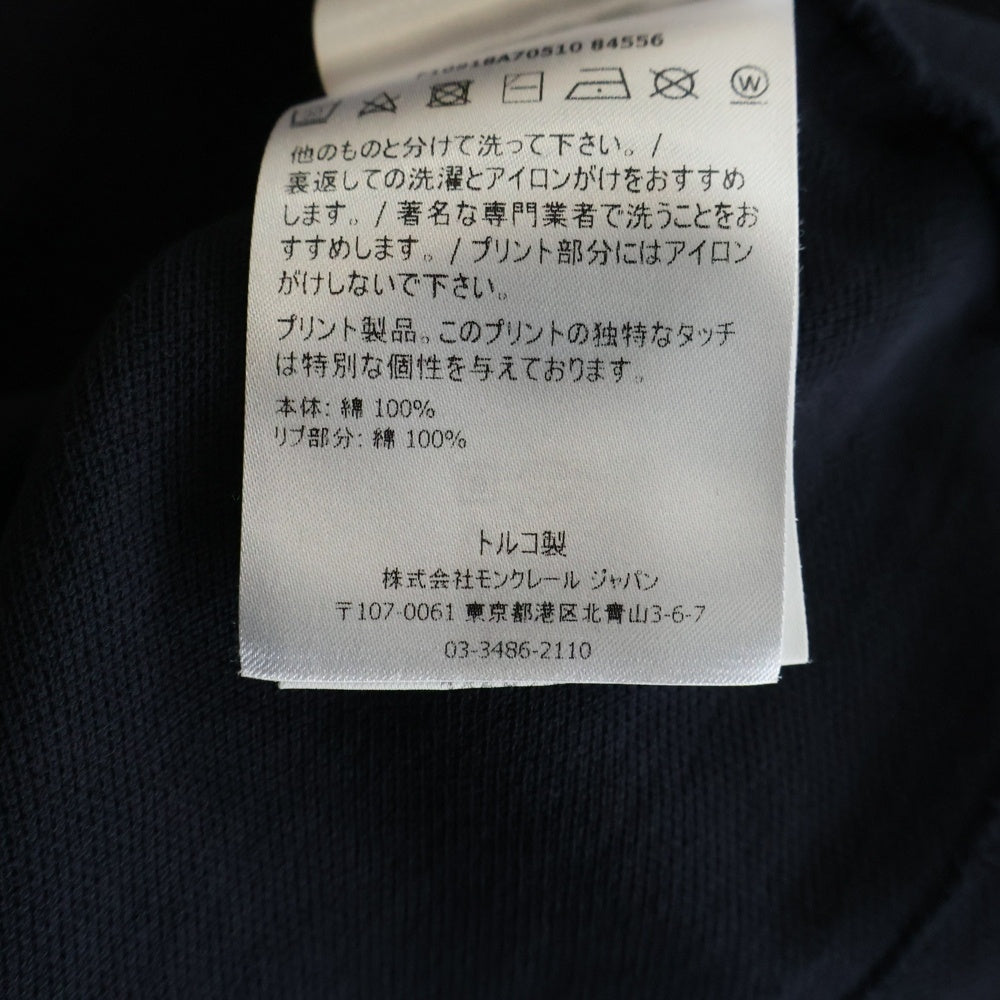 10918A70510 84556
W
他のものと分けて洗って下さい。/
裏返しての洗濯とアイロンがけをおすすめ
します。/ 著名な専門業者で洗うことをお
すすめします。/ プリント部分にはアイロン
がけしないで下さい。
プリント製品。このプリントの独特なタッチ
は特別な個性を与えております。
本体: 綿 100%
リブ部分: 綿 100%
トルコ製
株式会社モンクレール ジャパン
〒107-0061 東京都港区北青山3-6-7
03-3486-2110